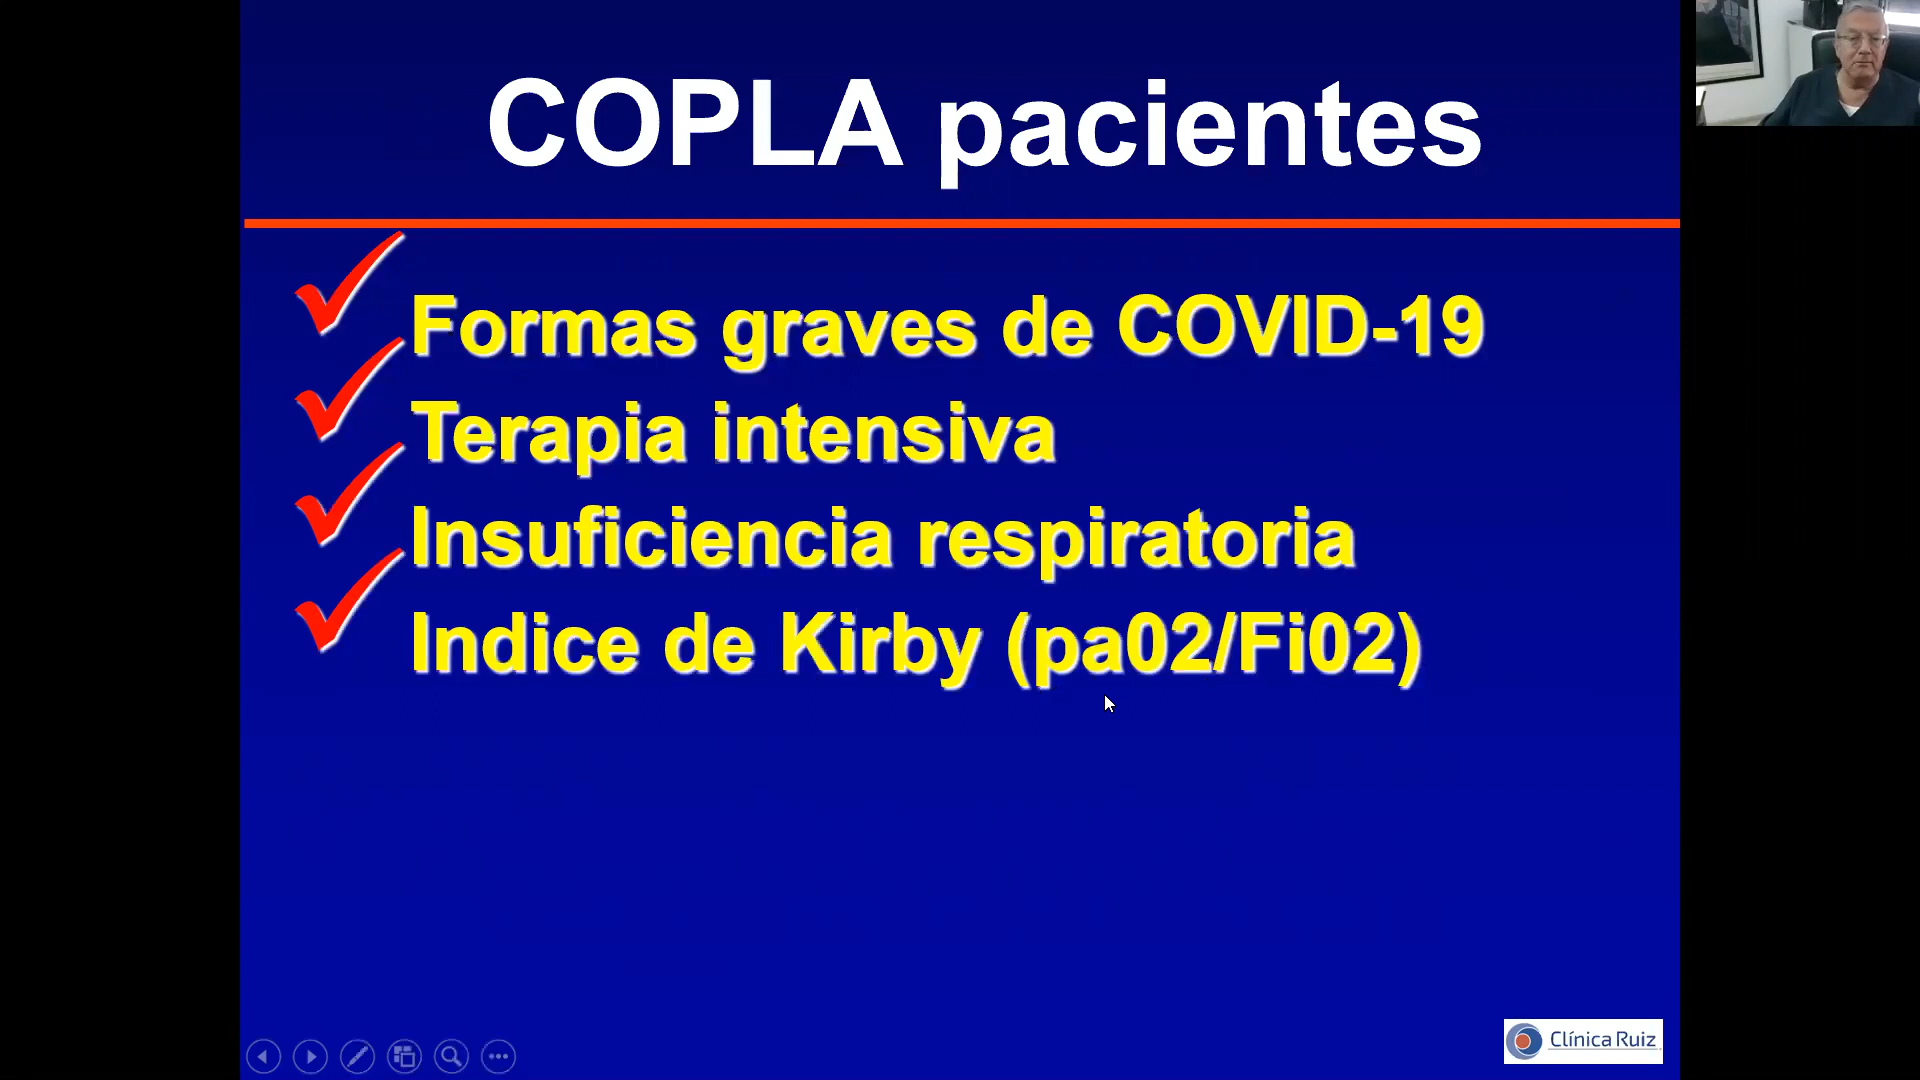 COPLA pacientes
Formas graves de COVID-19
Terapia intensiva
Insuficiencia respiratoria
Indice de Kirby (pa02/Fi02)
Clínica Ruiz